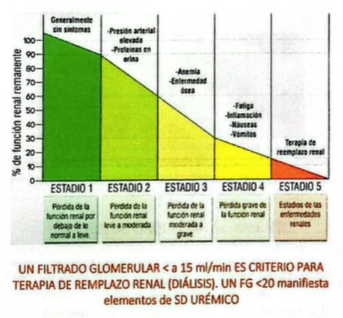 Generalmente
sin síntomas
-Presión arterial
elevada
-Proteínas en
orina
-Anemia
-Enfermedad
ósea
-Fatiga
-Inflamación
-Náuseas
-Vómitos
Terapia de
reemplazo renal
% de función renal remanente
100
90
80
70
60
50
40
30
20
10
0
ESTADIO 1
ESTADIO 2
ESTADIO 3
ESTADIO 4
ESTADIO 5
Pérdida de la
función renal por
debajo de lo
normal a leve.
Pérdida de la
función renal
leve a moderada
Pérdida de la
función renal
moderada a
grave
Pérdida grave de
la función renal
Estadios de las
enfermedades
renales
UN FILTRADO GLOMERULAR < a 15 ml/min ES CRITERIO PARA
TERAPIA DE REMPLAZO RENAL (DIÁLISIS). UN FG <20 manifiesta
elementos de SD URÉMICO